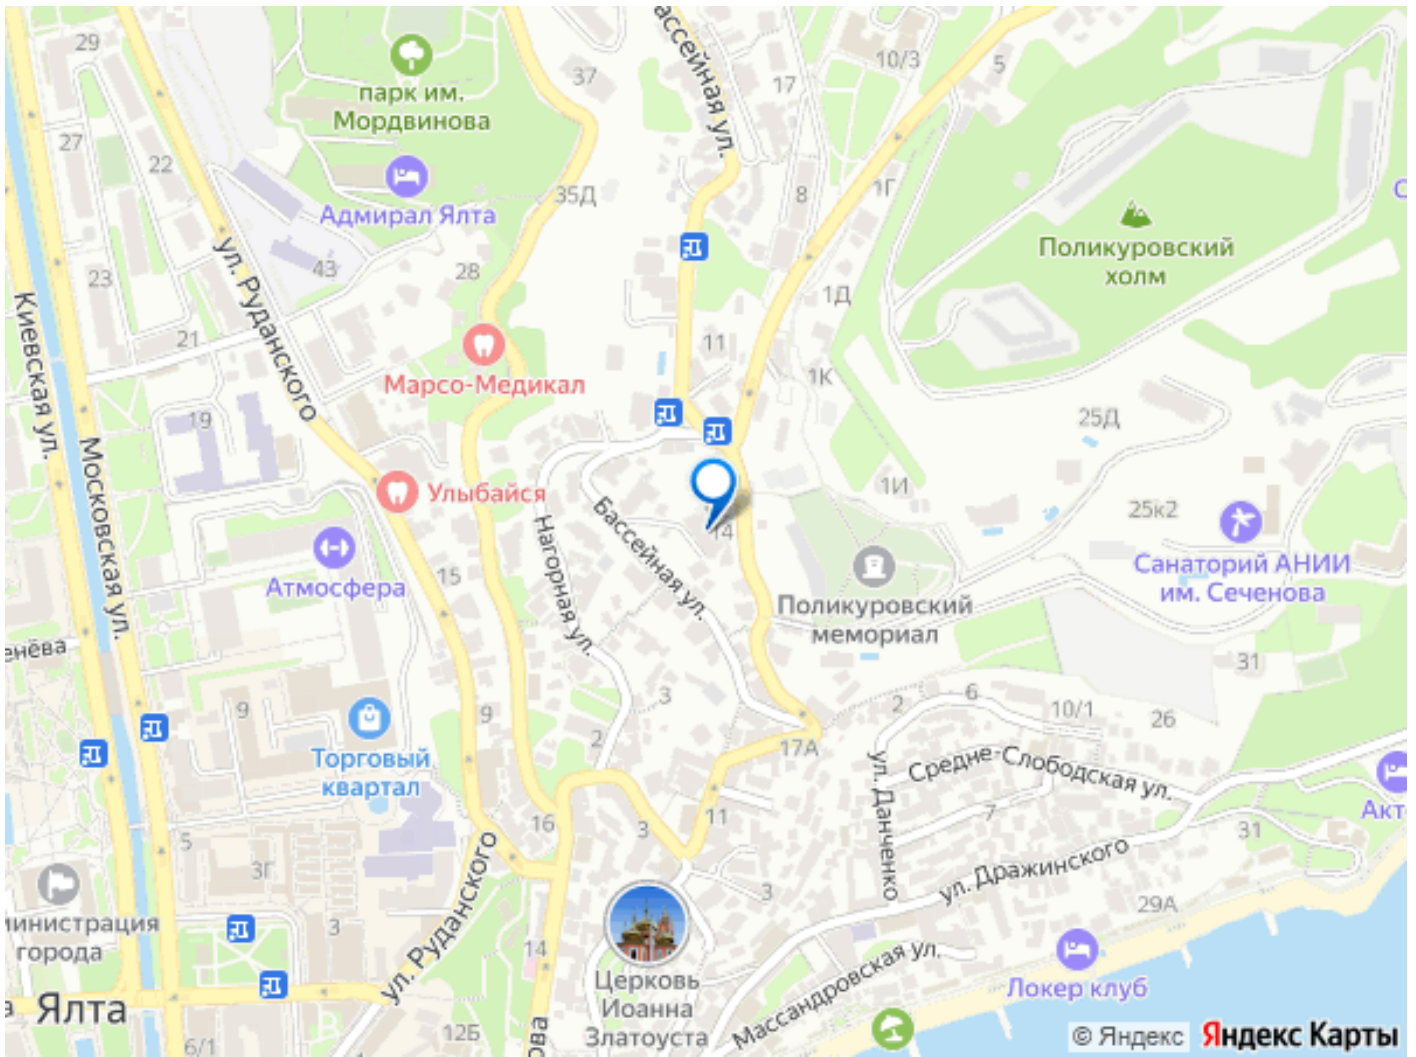 29
парк им.
Мордвинова
37
Бассейная ул.
17
10/3
5
27
22
Адмирал Ялта
35Д
8
1Г
Поликуровский
холм
ул. Руданского
43
28
23
Киевская ул.
21
1Д
11
Марсо-Медикал
1К
19
25Д
Московская ул.
Улыбайся
Нагорная ул.
Бассейная ул.
14
1И
25к2
Атмосфера
15
Санаторий АНИИ
им. Сеченова
Поликуровский
мемориал
енёва
31
3
9
9
2
2
6
10/1
26
17А
Торговый
квартал
ул. Данченко
Средне-Слободская ул.
7
Акт
5
3Г
16
3
11
31
ул. Дражинского
3
29А
министрация
города
3
ул. Руданского
14
Массандровская ул.
Локер клуб
Церковь
Иоанна
Златоуста
а
Ялта
12Б
6/1
ова
© Яндекс Яндекс Карты